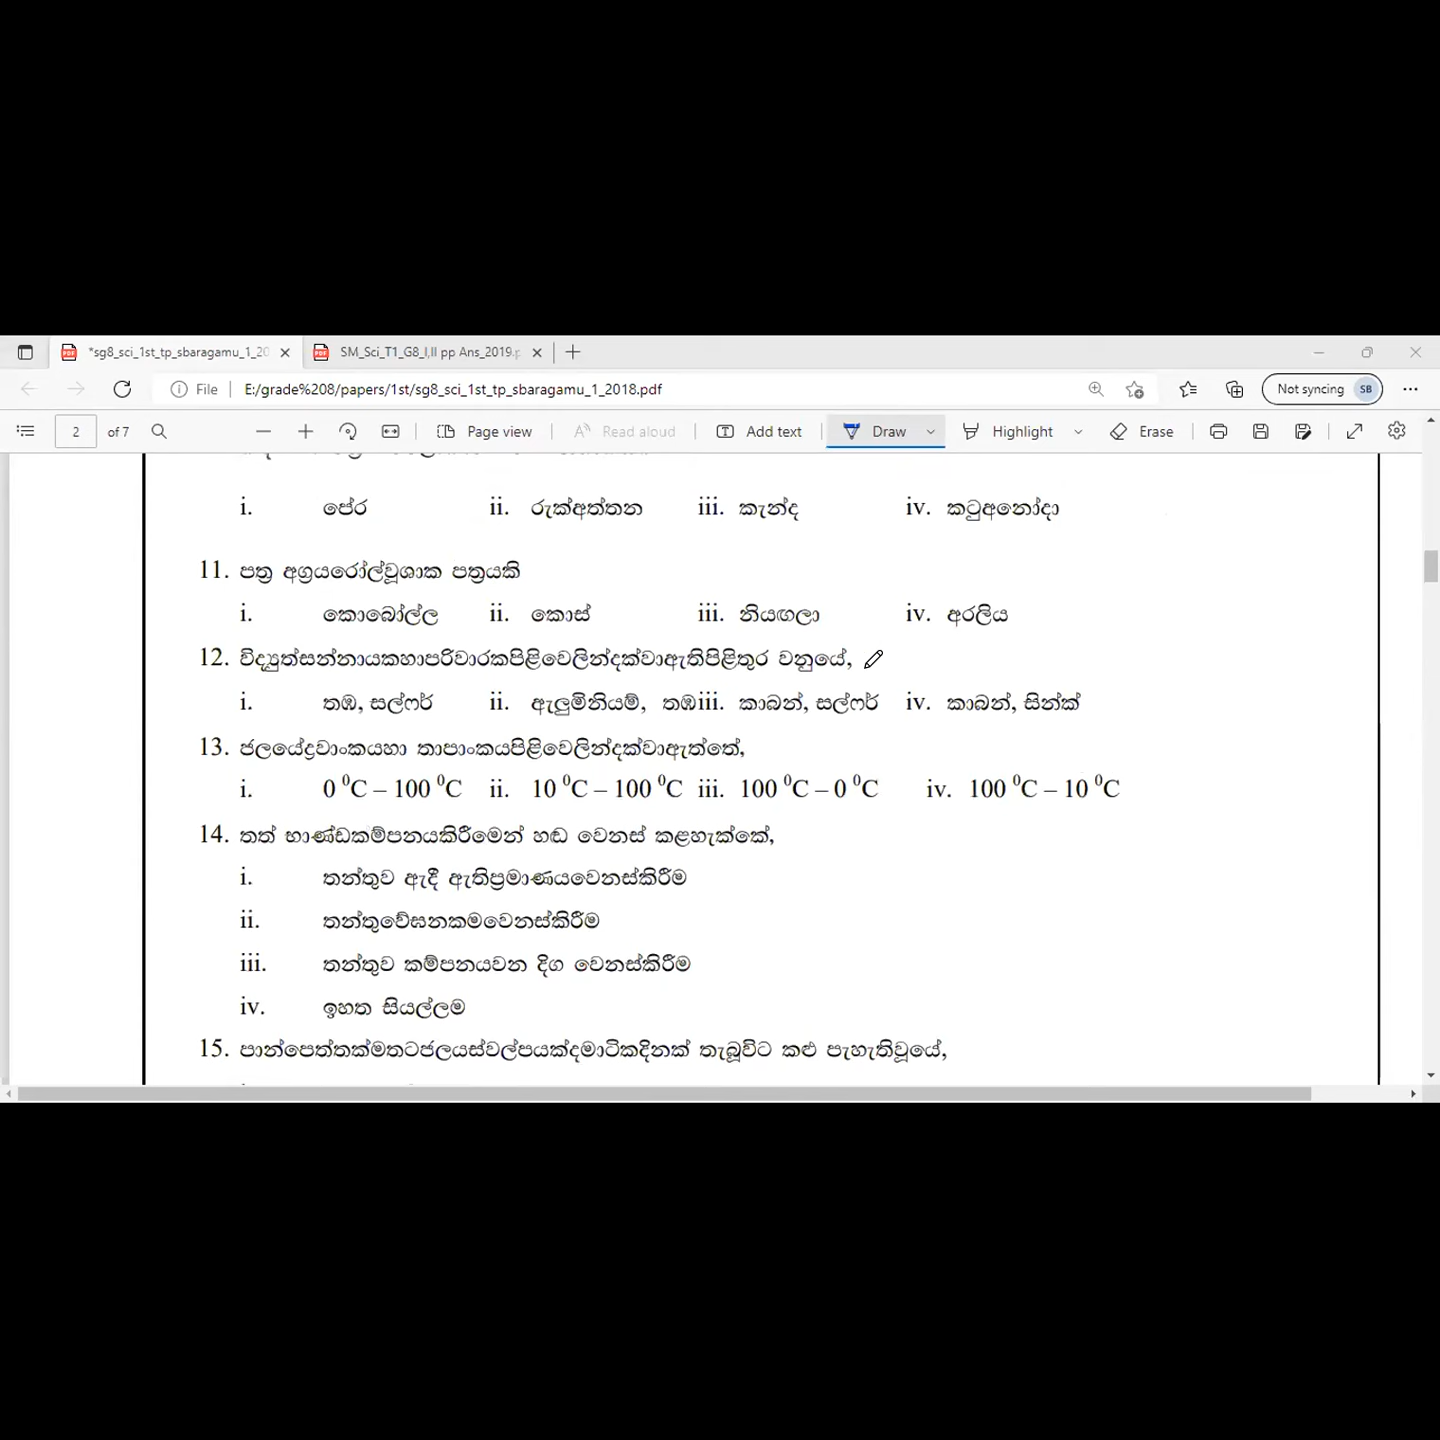 *sg8_sci_1st_tp_sbaragamu_1_20
SM_Sci_T1_G8_I,II pp Ans_2019.p
File E:/grade%208/papers/1st/sg8_sci_1st_tp_sbaragamu_1_2018.pdf Not syncing SB
2 of 7 Page view Read aloud Add text Draw Highlight Erase
i. පේර ii. රුක්අත්තන iii. කැන්ද iv. කටුඅනෝදා
11. පත්‍ර අග්‍රයරෝල්වූශාක පත්‍රයකි
i. කොබෝල්ල ii. කොස් iii. නියඟලා iv. අරලිය
12. විද්‍යුත්සන්නායකහාපරිවාරකපිළිවෙලින්දක්වාඇතිපිළිතුර වනුයේ,
i. තඹ, සල්ෆර් ii. ඇලුමිනියම්, තඹ iii. කාබන්, සල්ෆර් iv. කාබන්, සින්ක්
13. ජලයේද්‍රවාංකයහා තාපාංකයපිළිවෙලින්දක්වාඇත්තේ,
i. 0 ⁰C – 100 ⁰C ii. 10 ⁰C – 100 ⁰C iii. 100 ⁰C – 0 ⁰C iv. 100 ⁰C – 10 ⁰C
14. තත් භාණ්ඩකම්පනයකිරීමෙන් හඬ වෙනස් කළහැක්කේ,
i. තන්තුව ඇදී ඇතිප්‍රමාණයවෙනස්කිරීම
ii. තන්තුවේඝනකමවෙනස්කිරීම
iii. තන්තුව කම්පනයවන දිග වෙනස්කිරීම
iv. ඉහත සියල්ලම
15. පාන්පෙත්තක්මතටජලයස්වල්පයක්දමාටිකදිනක් තැබූවිට කළු පැහැතිවූයේ,